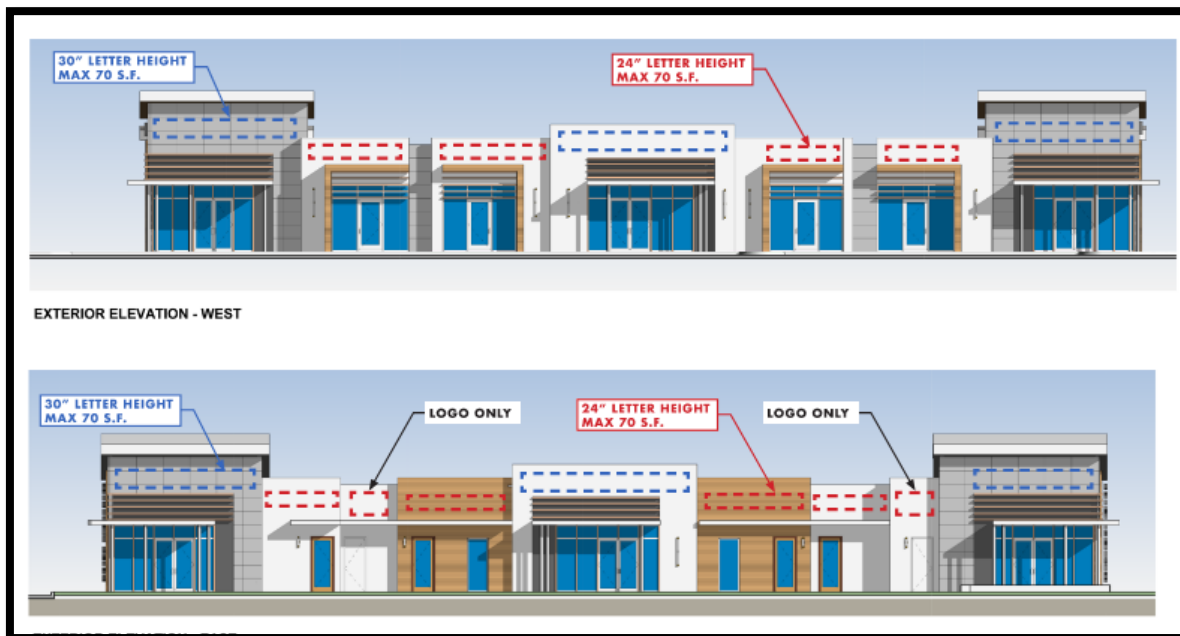 30” LETTER HEIGHT
MAX 70 S.F.
24” LETTER HEIGHT
MAX 70 S.F.
EXTERIOR ELEVATION - WEST
30” LETTER HEIGHT
MAX 70 S.F.
LOGO ONLY
24” LETTER HEIGHT
MAX 70 S.F.
LOGO ONLY